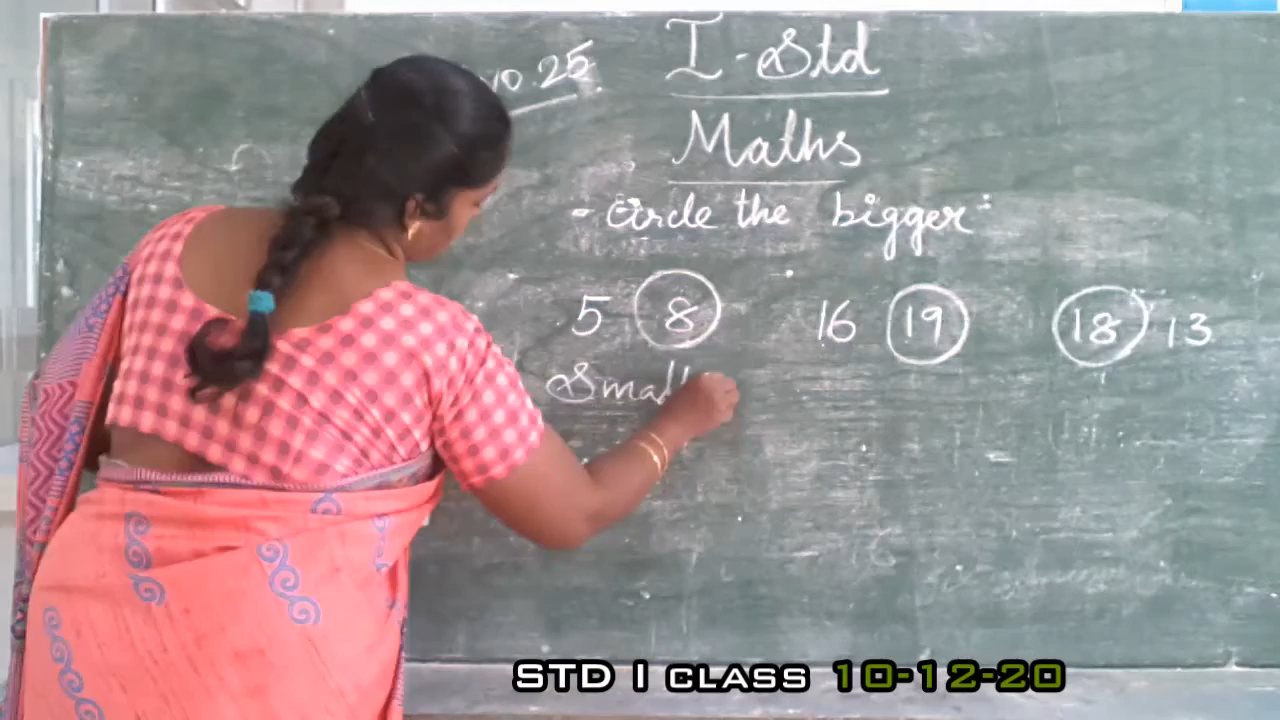 10.25
I - Std
Maths
- Circle the bigger -
5 8 16 19 18 13
Small
STD I CLASS 10-12-20